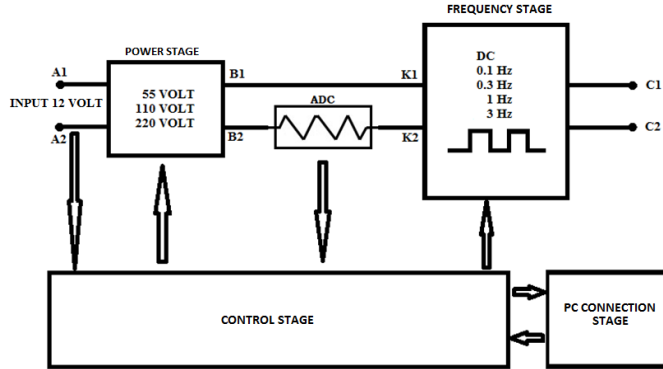 FREQUENCY STAGE
POWER STAGE
A1
B1
K1
C1
INPUT 12 VOLT
55 VOLT
110 VOLT
220 VOLT
ADC
DC
0.1 Hz
0.3 Hz
1 Hz
3 Hz
A2
B2
K2
C2
CONTROL STAGE
PC CONNECTION
STAGE